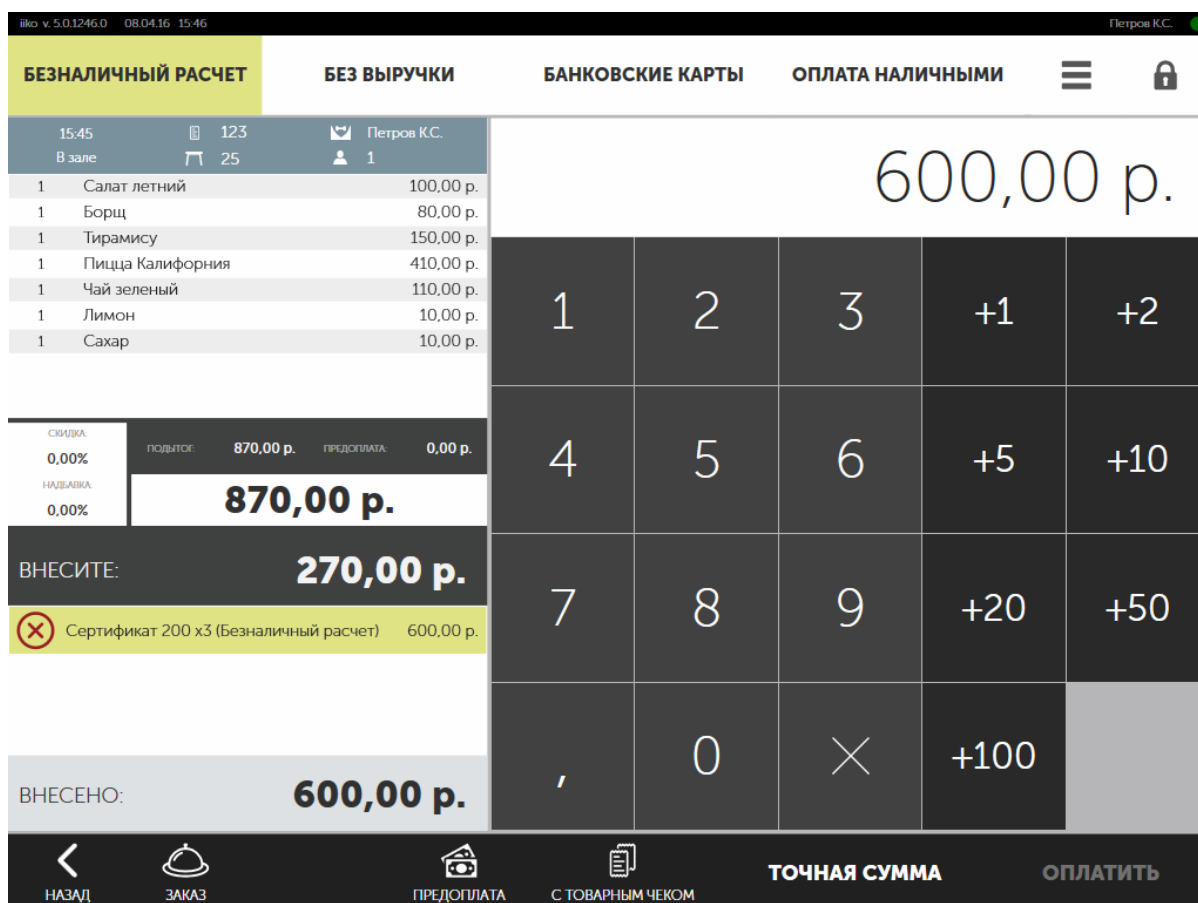 iiko v. 5.0.1246.0 08.04.16 15:46 Петров К.С.
БЕЗНАЛИЧНЫЙ РАСЧЕТ БЕЗ ВЫРУЧКИ БАНКОВСКИЕ КАРТЫ ОПЛАТА НАЛИЧНЫМИ
15:45 123 Петров К.С.
В зале 25 1
600,00 р.
1 Салат летний 100,00 р.
1 Борщ 80,00 р.
1 Тирамису 150,00 р.
1 Пицца Калифорния 410,00 р.
1 Чай зеленый 110,00 р.
1 Лимон 10,00 р.
1 Сахар 10,00 р.
СКИДКА:
0,00%
НАДБАВКА:
0,00%
ПОДЫТОГ: 870,00 р. ПРЕДОПЛАТА: 0,00 р.
870,00 р.
ВНЕСИТЕ: 270,00 р.
Сертификат 200 x3 (Безналичный расчет) 600,00 р.
ВНЕСЕНО: 600,00 р.
1 2 3 +1 +2
4 5 6 +5 +10
7 8 9 +20 +50
, 0 +100
НАЗАД ЗАКАЗ ПРЕДОПЛАТА С ТОВАРНЫМ ЧЕКОМ ТОЧНАЯ СУММА ОПЛАТИТЬ